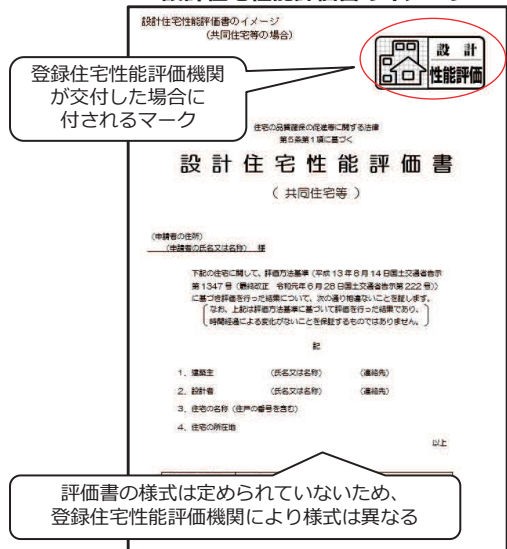 設計住宅性能評価書のイメージ
(共同住宅等の場合)
設 計
性能評価
登録住宅性能評価機関
が交付した場合に
付されるマーク
住宅の品質確保の促進等に関する法律
第5条第1項に基づく
設計住宅性能評価書
( 共同住宅等 )
(申請者の住所)
(申請者の氏名又は名称) 様
下記の住宅に関して、評価方法基準(平成13年8月14日国土交通省告示
第1347号(最終改正 令和元年6月28日国土交通省告示第222号))
に基づき評価を行った結果について、次の通り相違ないことを証します。
なお、上記は評価方法基準に基づいて評価を行った結果であり、
時間経過による変化がないことを保証するものではありません。
記
1. 建築主 (氏名又は名称) (連絡先)
2. 設計者 (氏名又は名称) (連絡先)
3. 住宅の名称(住戸の番号を含む)
4. 住宅の所在地
以上
評価書の様式は定められていないため、
登録住宅性能評価機関により様式は異なる